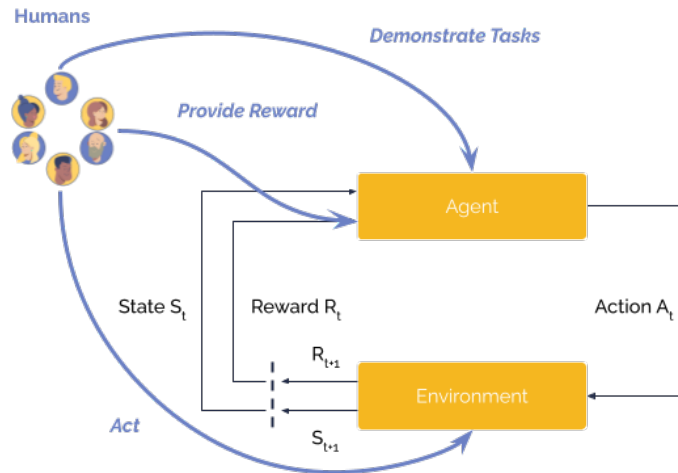 Humans
Demonstrate Tasks
Provide Reward
Agent
State Sₜ
Reward Rₜ
Action Aₜ
Rₜ₊₁
Environment
Act
Sₜ₊₁